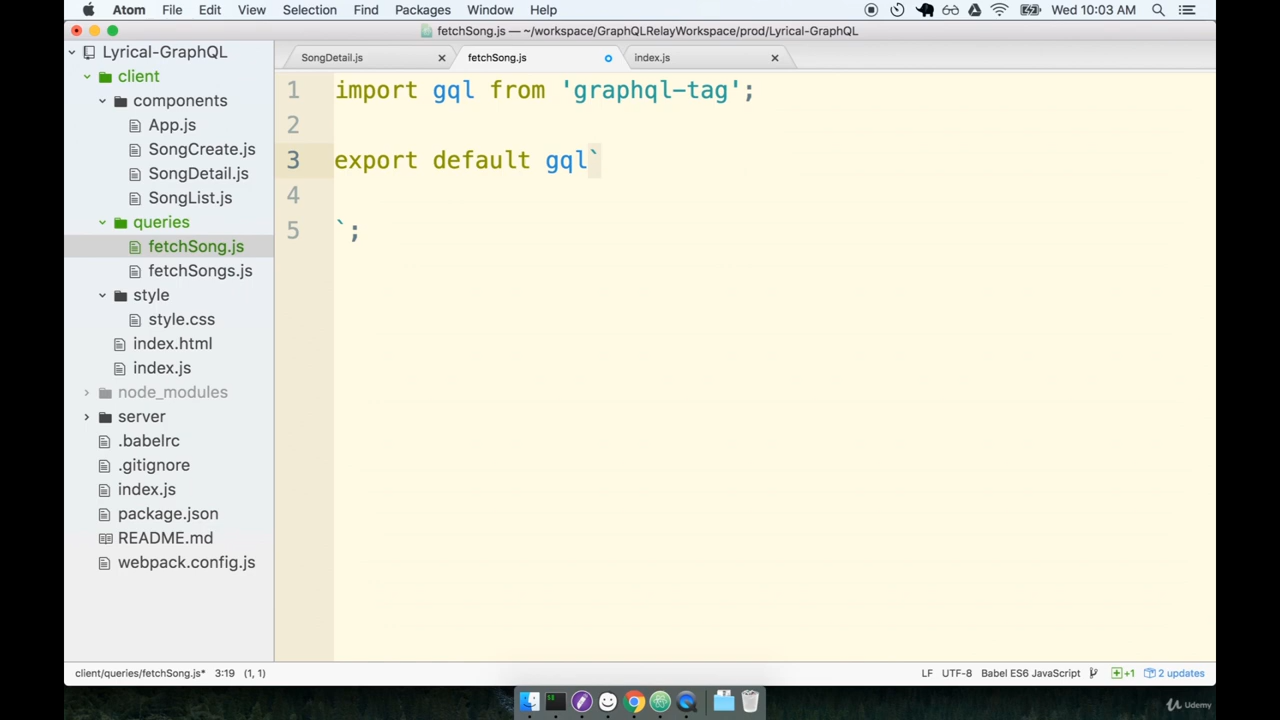 Atom File Edit View Selection Find Packages Window Help Wed 10:03 AM
fetchSong.js — ~/workspace/GraphQLRelayWorkspace/prod/Lyrical-GraphQL
Lyrical-GraphQL
client
components
App.js
SongCreate.js
SongDetail.js
SongList.js
queries
fetchSong.js
fetchSongs.js
style
style.css
index.html
index.js
node_modules
server
.babelrc
.gitignore
index.js
package.json
README.md
webpack.config.js
SongDetail.js fetchSong.js index.js
1 import gql from 'graphql-tag';
2
3 export default gql`
4
5 `;
client/queries/fetchSong.js* 3:19 (1, 1) LF UTF-8 Babel ES6 JavaScript +1 2 updates
Udemy